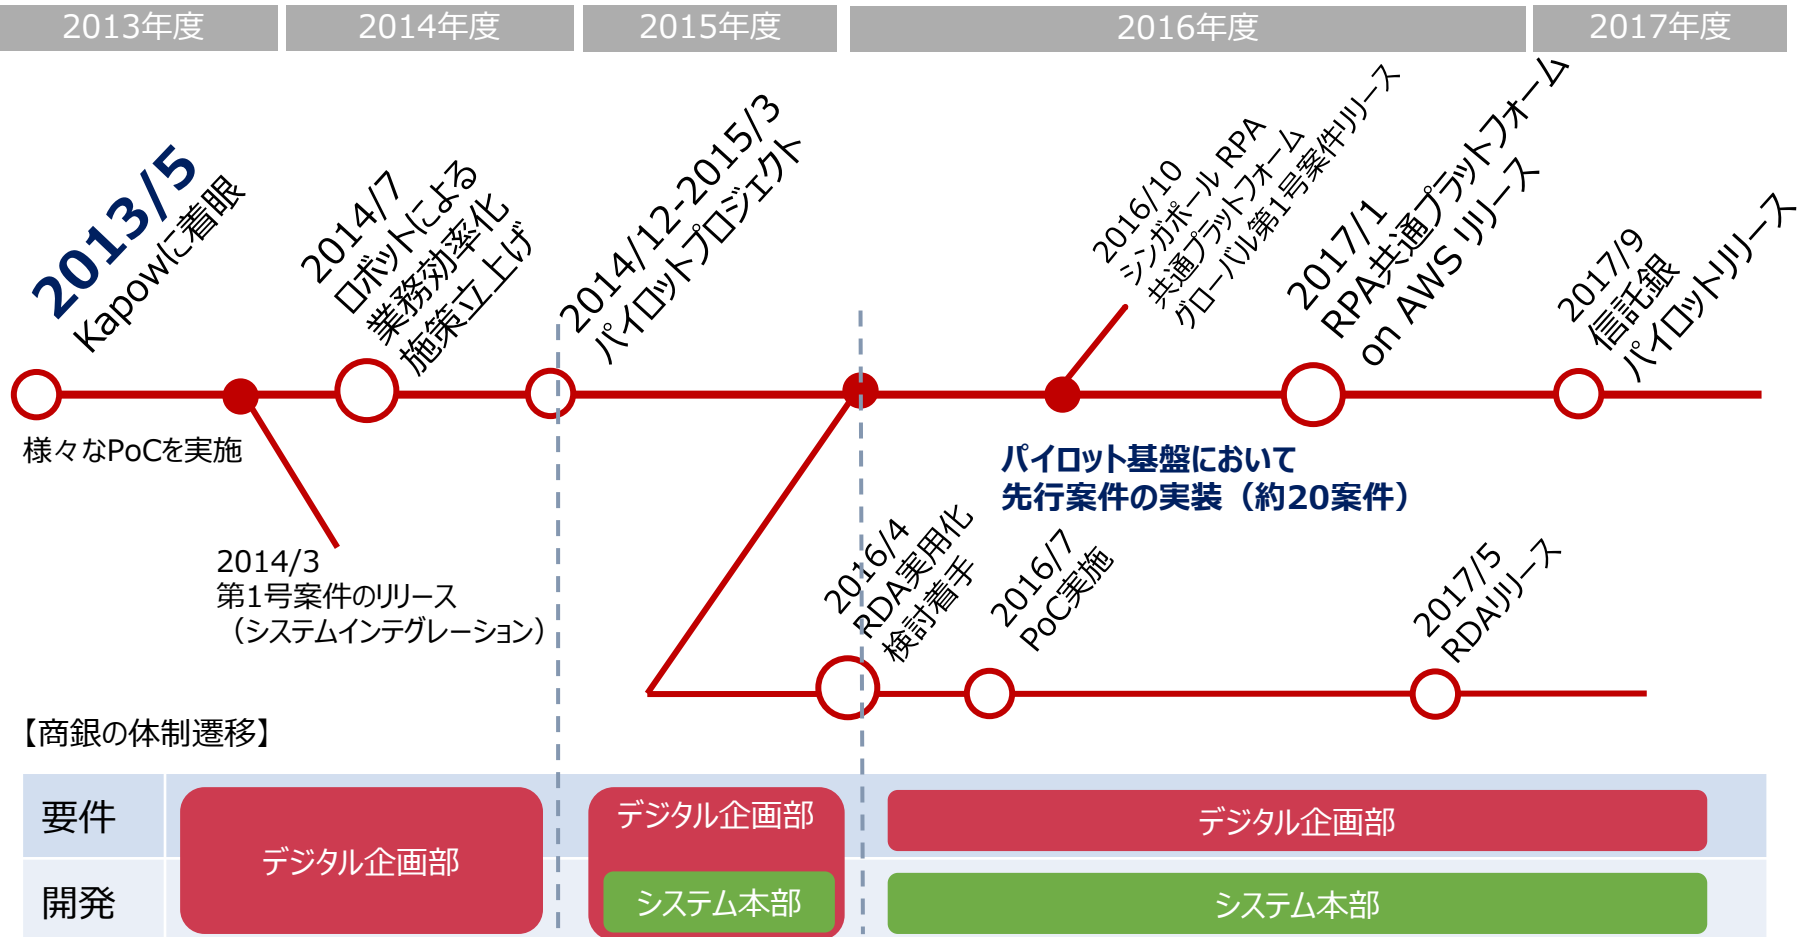 2013年度
2014年度
2015年度
2016年度
2017年度
2013/5
Kapowに着眼
2014/7
ロボットによる
業務効率化
施策立上げ
2014/12-2015/3
パイロットプロジェクト
2016/10
シンガポール RPA
共通プラットフォーム
グローバル第1号案件リリース
2017/1
RPA共通プラットフォーム
on AWS リリース
2017/9
信託銀
パイロットリリース
様々なPoCを実施
2014/3
第1号案件のリリース
（システムインテグレーション）
パイロット基盤において
先行案件の実装（約20案件）
2016/4
RDA実用化
検討着手
2016/7
PoC実施
2017/5
RDAリリース
【商銀の体制遷移】
要件
デジタル企画部
デジタル企画部
デジタル企画部
開発
システム本部
システム本部